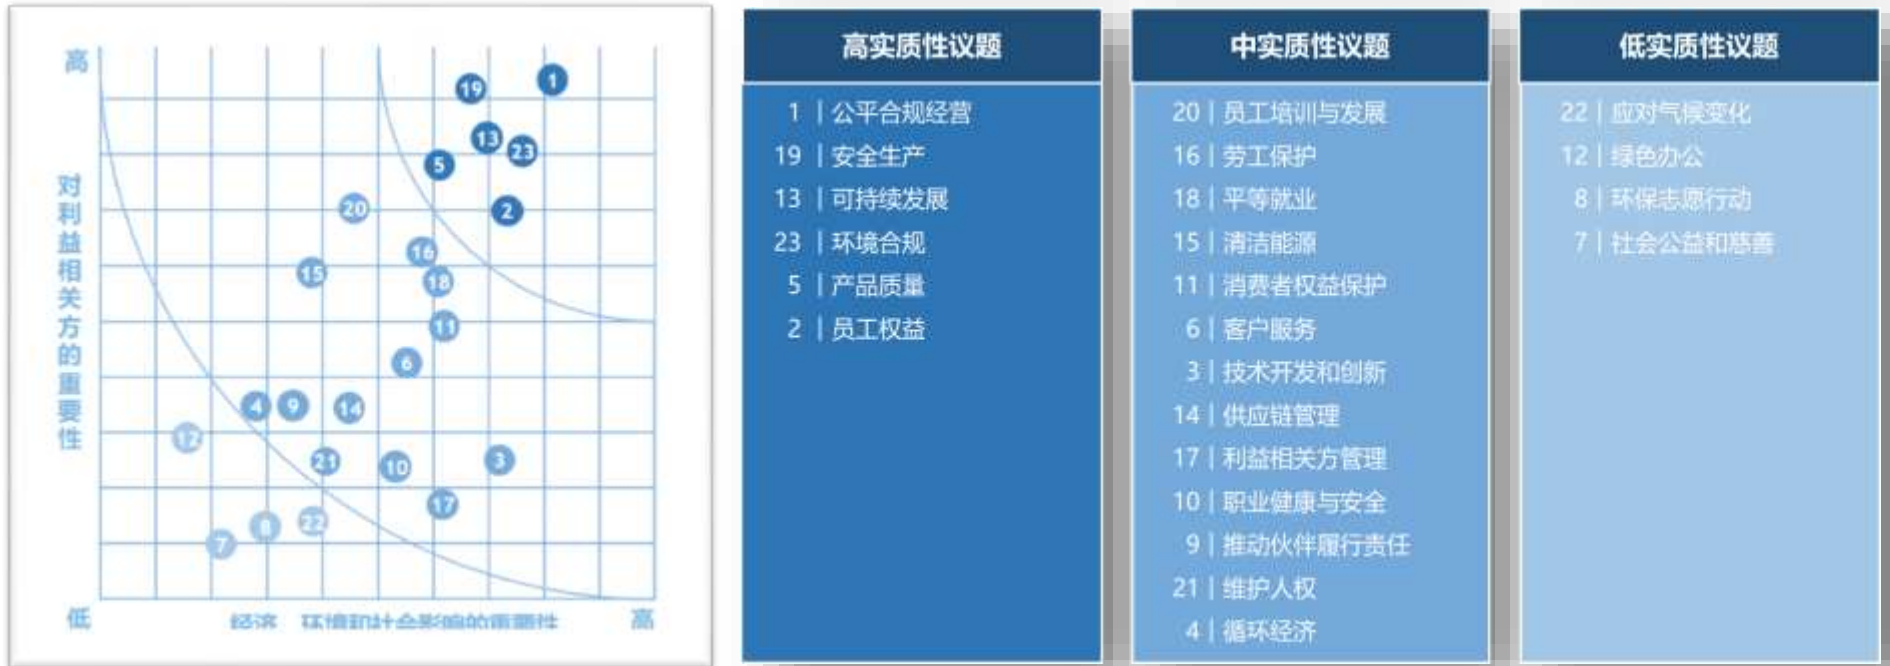 高
对利益相关方的重要性
低
经济 环境和社会影响的重要性
高
19
1
13
23
5
2
20
16
15
18
11
6
4
9
14
12
21
10
3
17
22
8
7
高实质性议题
1 | 公平合规经营
19 | 安全生产
13 | 可持续发展
23 | 环境合规
5 | 产品质量
2 | 员工权益
中实质性议题
20 | 员工培训与发展
16 | 劳工保护
18 | 平等就业
15 | 清洁能源
11 | 消费者权益保护
6 | 客户服务
3 | 技术开发和创新
14 | 供应链管理
17 | 利益相关方管理
10 | 职业健康与安全
9 | 推动伙伴履行责任
21 | 维护人权
4 | 循环经济
低实质性议题
22 | 应对气候变化
12 | 绿色办公
8 | 环保志愿行动
7 | 社会公益和慈善